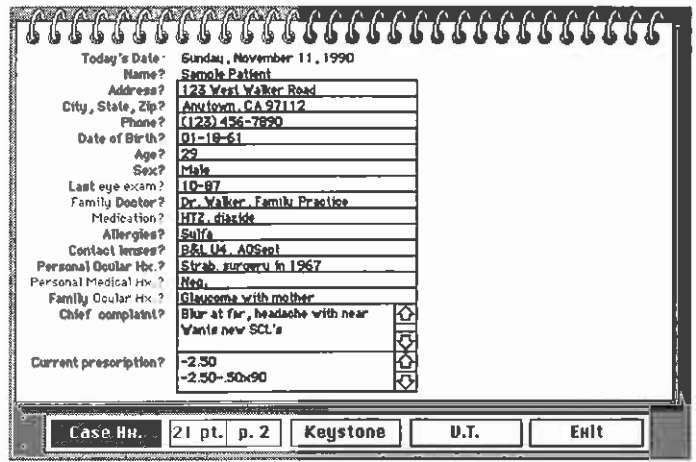 Today's Date: Sunday, November 11, 1990
Name? Sample Patient
Address? 123 West Walker Road
City, State, Zip? Anytown, CA 97112
Phone? (123) 456-7890
Date of Birth? 01-18-61
Age? 29
Sex? Male
Last eye exam? 10-87
Family Doctor? Dr. Walker, Family Practice
Medication? HTZ, diazide
Allergies? Sulfa
Contact lenses? B&L U4, AOSept
Personal Ocular Hx.? Strab. surgery in 1967
Personal Medical Hx.? Neg.
Family Ocular Hx.? Glaucoma with mother
Chief complaint? Blur at far, headache with near
Wants new SCL's
Current prescription? -2.50
-2.50-.50x90
Case Hx. 21 pt. p. 2 Keystone V.T. Exit